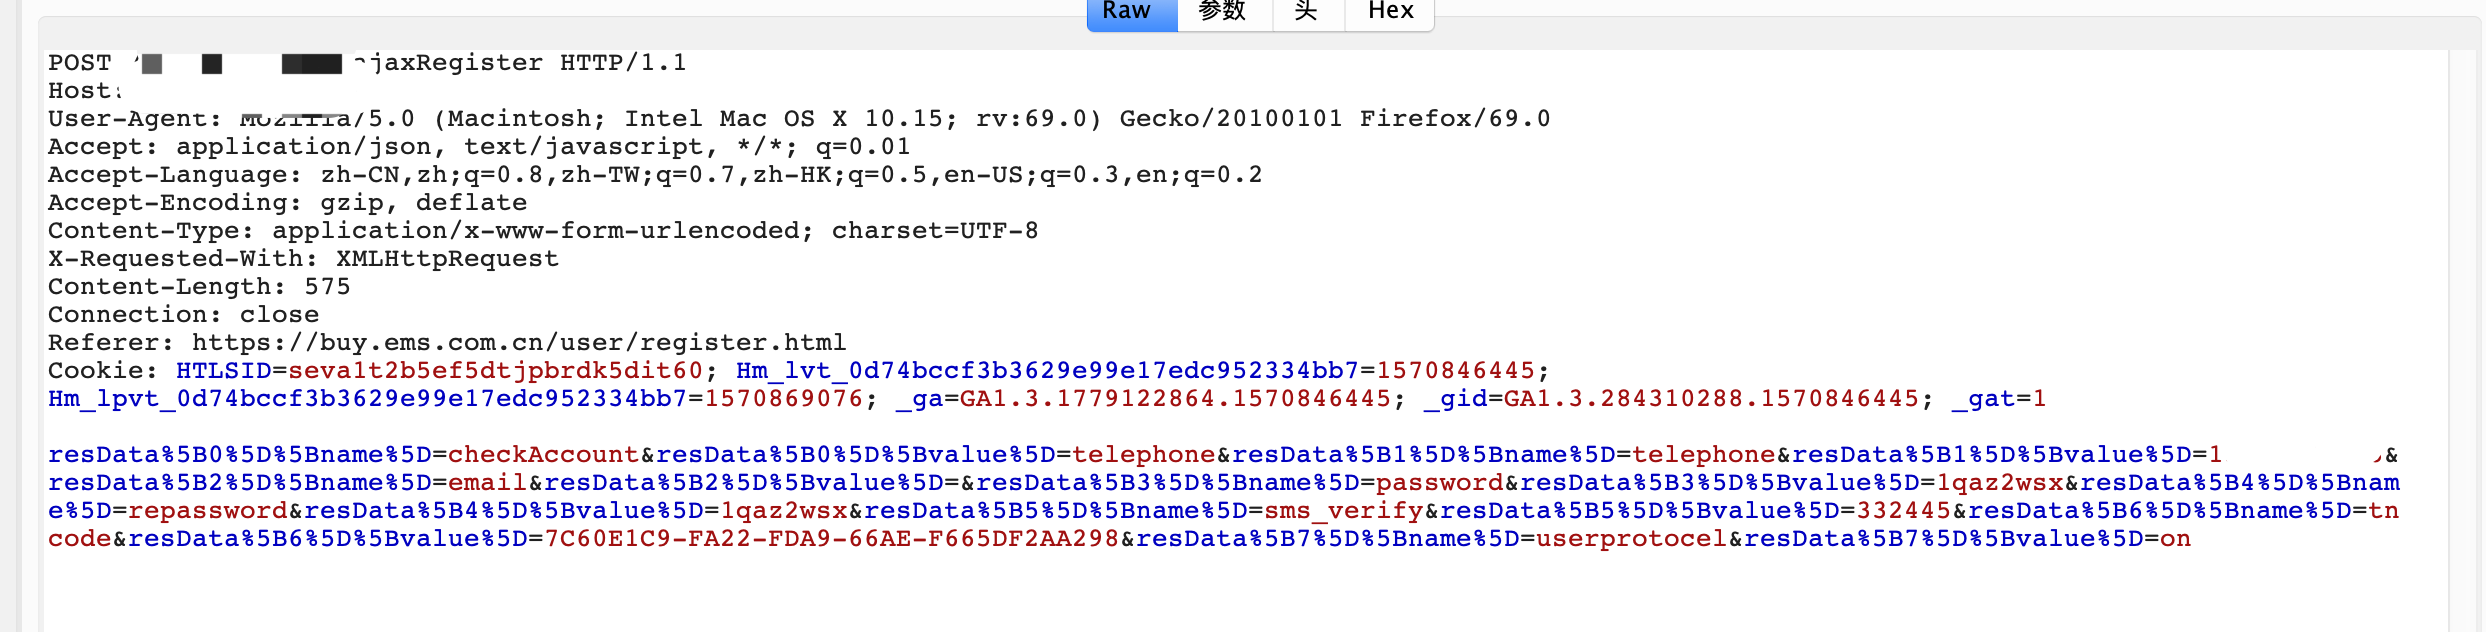 Raw 参数 头 Hex
POST jaxRegister HTTP/1.1
Host:
User-Agent: Mozilla/5.0 (Macintosh; Intel Mac OS X 10.15; rv:69.0) Gecko/20100101 Firefox/69.0
Accept: application/json, text/javascript, */*; q=0.01
Accept-Language: zh-CN,zh;q=0.8,zh-TW;q=0.7,zh-HK;q=0.5,en-US;q=0.3,en;q=0.2
Accept-Encoding: gzip, deflate
Content-Type: application/x-www-form-urlencoded; charset=UTF-8
X-Requested-With: XMLHttpRequest
Content-Length: 575
Connection: close
Referer: https://buy.ems.com.cn/user/register.html
Cookie: HTLSID=seva1t2b5ef5dtjpbrdk5dit60; Hm_lvt_0d74bccf3b3629e99e17edc952334bb7=1570846445;
Hm_lpvt_0d74bccf3b3629e99e17edc952334bb7=1570869076; _ga=GA1.3.1779122864.1570846445; _gid=GA1.3.284310288.1570846445; _gat=1
resData%5B0%5D%5Bname%5D=checkAccount&resData%5B0%5D%5Bvalue%5D=telephone&resData%5B1%5D%5Bname%5D=telephone&resData%5B1%5D%5Bvalue%5D=1 &
resData%5B2%5D%5Bname%5D=email&resData%5B2%5D%5Bvalue%5D=&resData%5B3%5D%5Bname%5D=password&resData%5B3%5D%5Bvalue%5D=1qaz2wsx&resData%5B4%5D%5Bnam
e%5D=repassword&resData%5B4%5D%5Bvalue%5D=1qaz2wsx&resData%5B5%5D%5Bname%5D=sms_verify&resData%5B5%5D%5Bvalue%5D=332445&resData%5B6%5D%5Bname%5D=tn
code&resData%5B6%5D%5Bvalue%5D=7C60E1C9-FA22-FDA9-66AE-F665DF2AA298&resData%5B7%5D%5Bname%5D=userprotocel&resData%5B7%5D%5Bvalue%5D=on